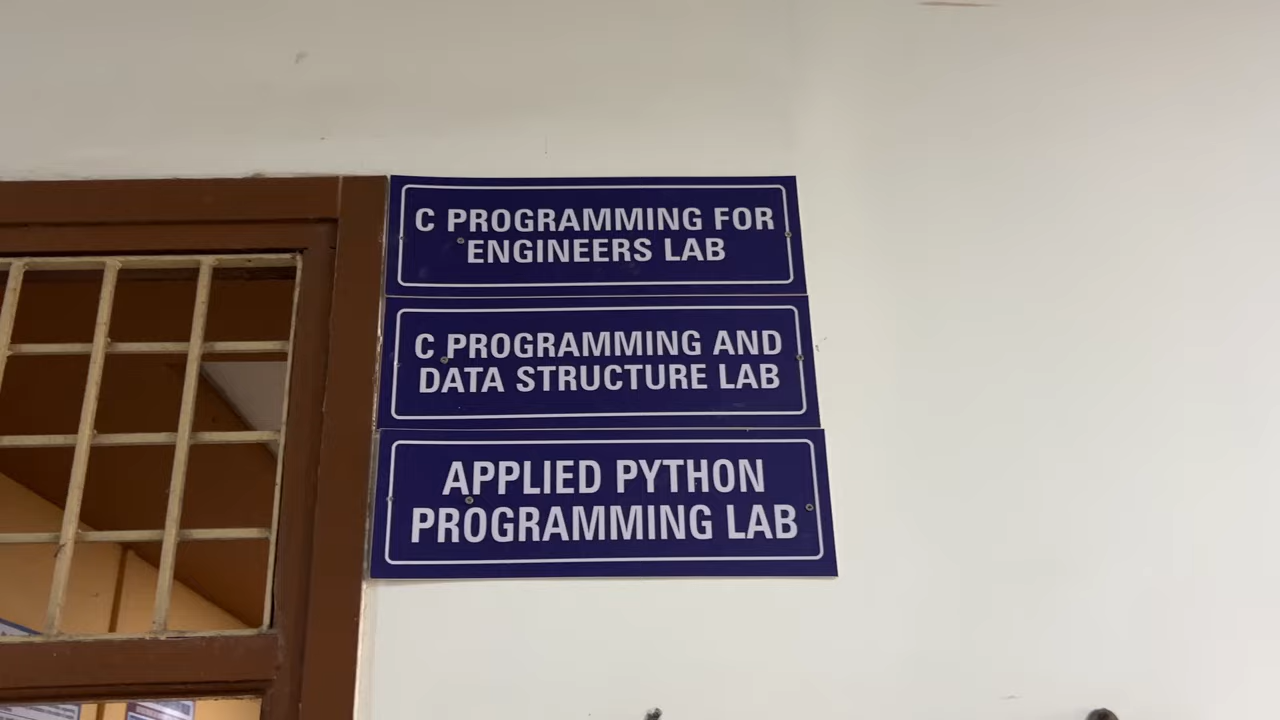 C PROGRAMMING FOR
ENGINEERS LAB
C PROGRAMMING AND
DATA STRUCTURE LAB
APPLIED PYTHON
PROGRAMMING LAB